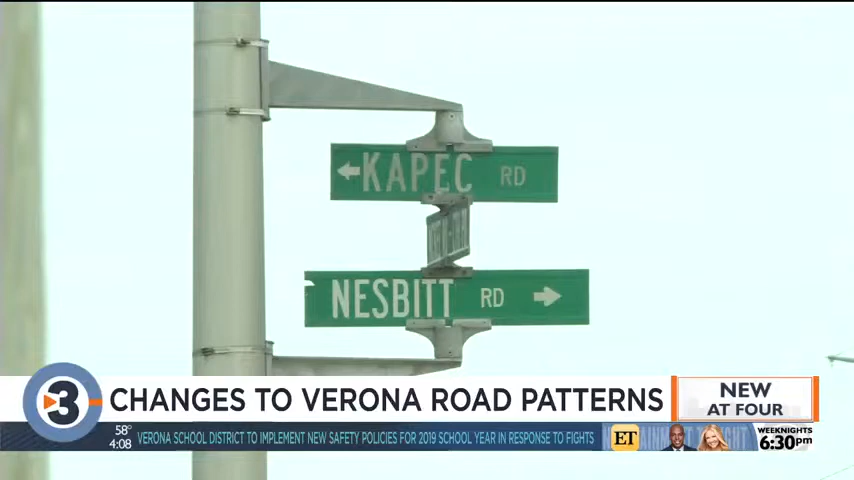 KAPEC RD
NESBITT RD
3 CHANGES TO VERONA ROAD PATTERNS
NEW
AT FOUR
58°
4:08
VERONA SCHOOL DISTRICT TO IMPLEMENT NEW SAFETY POLICIES FOR 2019 SCHOOL YEAR IN RESPONSE TO FIGHTS
ET
WEEKNIGHTS
6:30pm